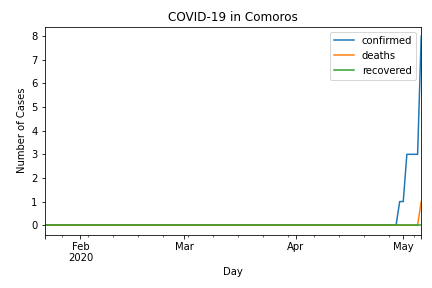 COVID-19 in Comoros
confirmed
deaths
recovered
Number of Cases
8
7
6
5
4
3
2
1
0
Feb
2020
Mar
Apr
May
Day